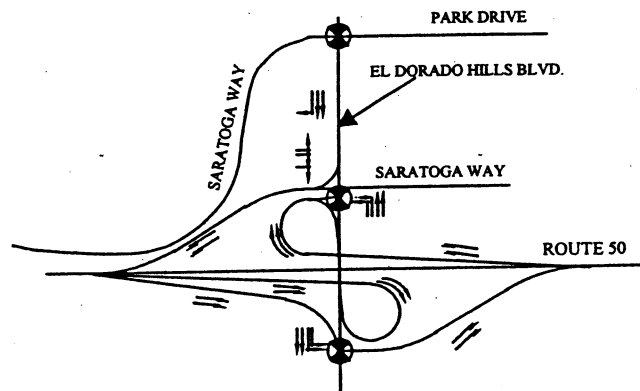 PARK DRIVE
EL DORADO HILLS BLVD.
SARATOGA WAY
SARATOGA WAY
ROUTE 50